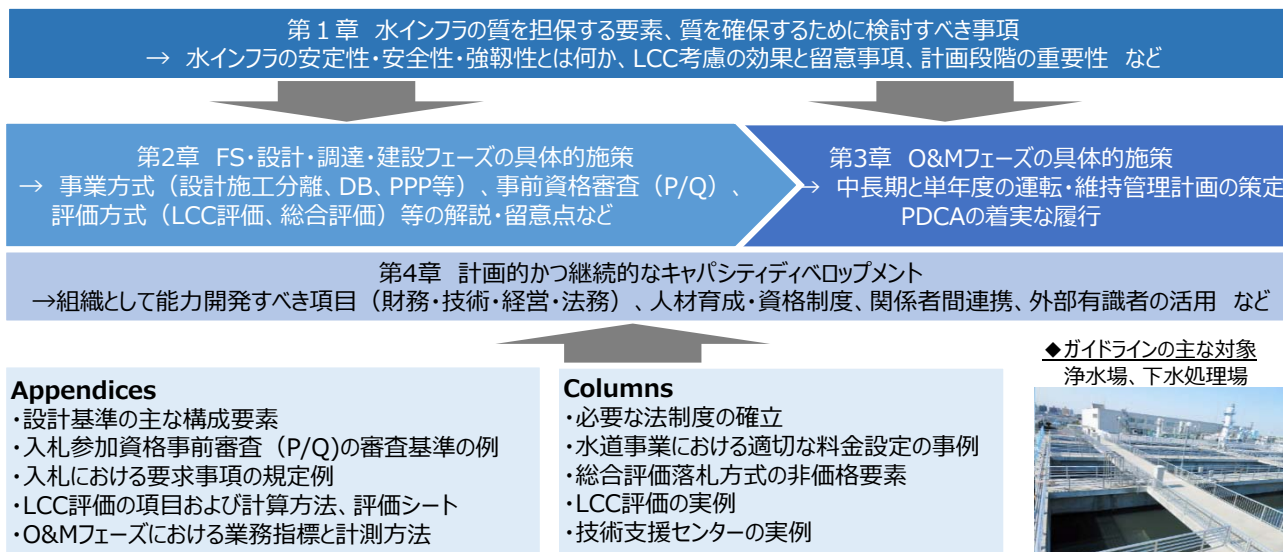 第１章 水インフラの質を担保する要素、質を確保するために検討すべき事項
→ 水インフラの安定性・安全性・強靱性とは何か、LCC考慮の効果と留意事項、計画段階の重要性 など
第2章 FS・設計・調達・建設フェーズの具体的施策
→ 事業方式（設計施工分離、DB、PPP等）、事前資格審査（P/Q）、
評価方式（LCC評価、総合評価）等の解説・留意点など
第3章 O&Mフェーズの具体的施策
→ 中長期と単年度の運転・維持管理計画の策定
PDCAの着実な履行
第4章 計画的かつ継続的なキャパシティディベロップメント
→組織として能力開発すべき項目（財務・技術・経営・法務）、人材育成・資格制度、関係者間連携、外部有識者の活用 など
Appendices
・設計基準の主な構成要素
・入札参加資格事前審査（P/Q)の審査基準の例
・入札における要求事項の規定例
・LCC評価の項目および計算方法、評価シート
・O&Mフェーズにおける業務指標と計測方法
Columns
・必要な法制度の確立
・水道事業における適切な料金設定の事例
・総合評価落札方式の非価格要素
・LCC評価の実例
・技術支援センターの実例
◆ガイドラインの主な対象
浄水場、下水処理場